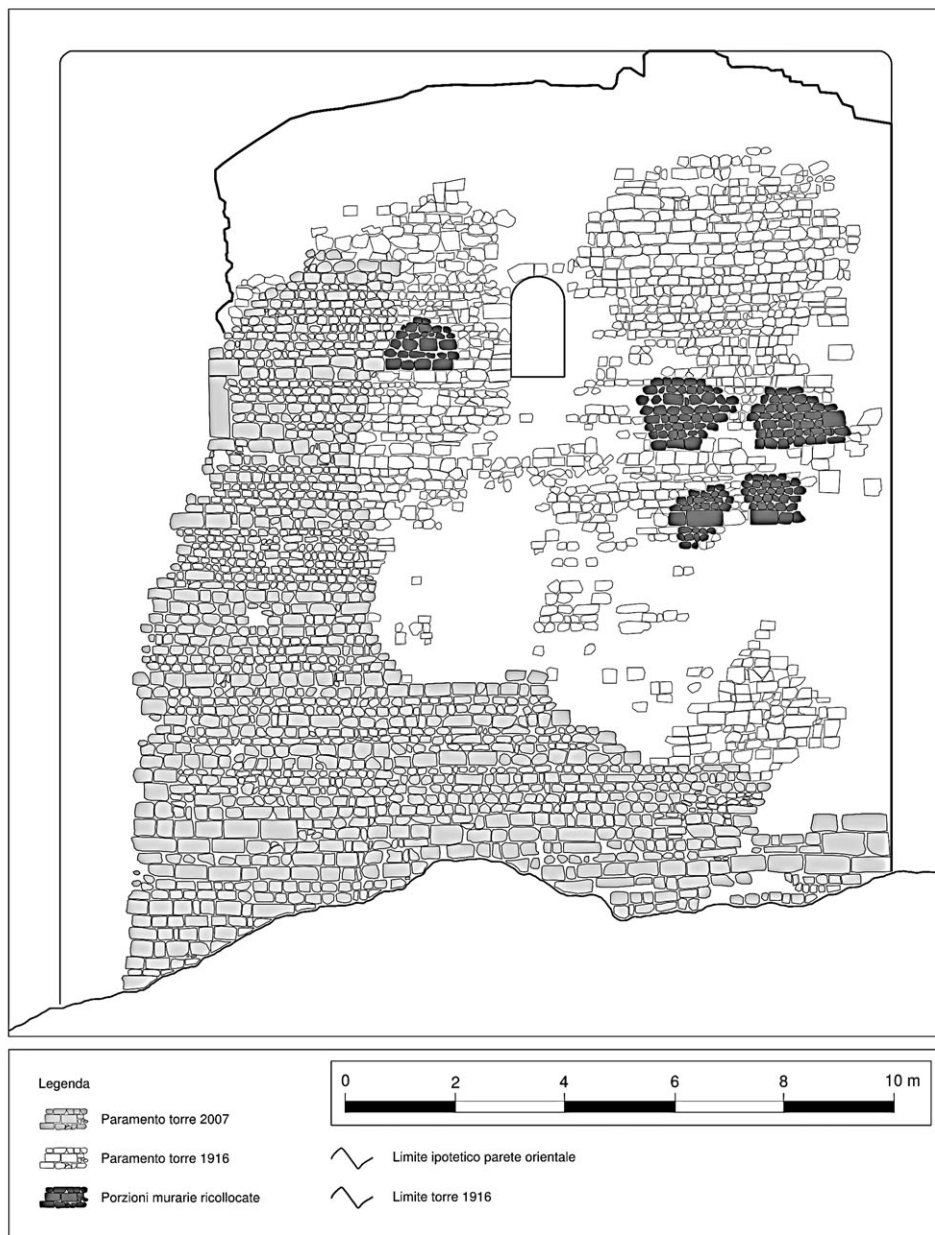 Legenda
Paramento torre 2007
Paramento torre 1916
Porzioni murarie ricollocate
0 2 4 6 8 10 m
Limite ipotetico parete orientale
Limite torre 1916